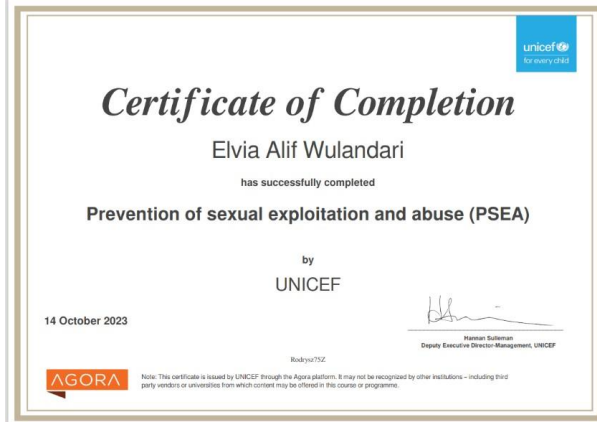 unicef
for every child
Certificate of Completion
Elvia Alif Wulandari
has successfully completed
Prevention of sexual exploitation and abuse (PSEA)
by
UNICEF
14 October 2023
Hannan Sulieman
Deputy Executive Director-Management, UNICEF
Rodrysz75Z
AGORA
Note: This certificate is issued by UNICEF through the Agora platform. It may not be recognized by other institutions – including third
party vendors or universities from which content may be offered in this course or programme.